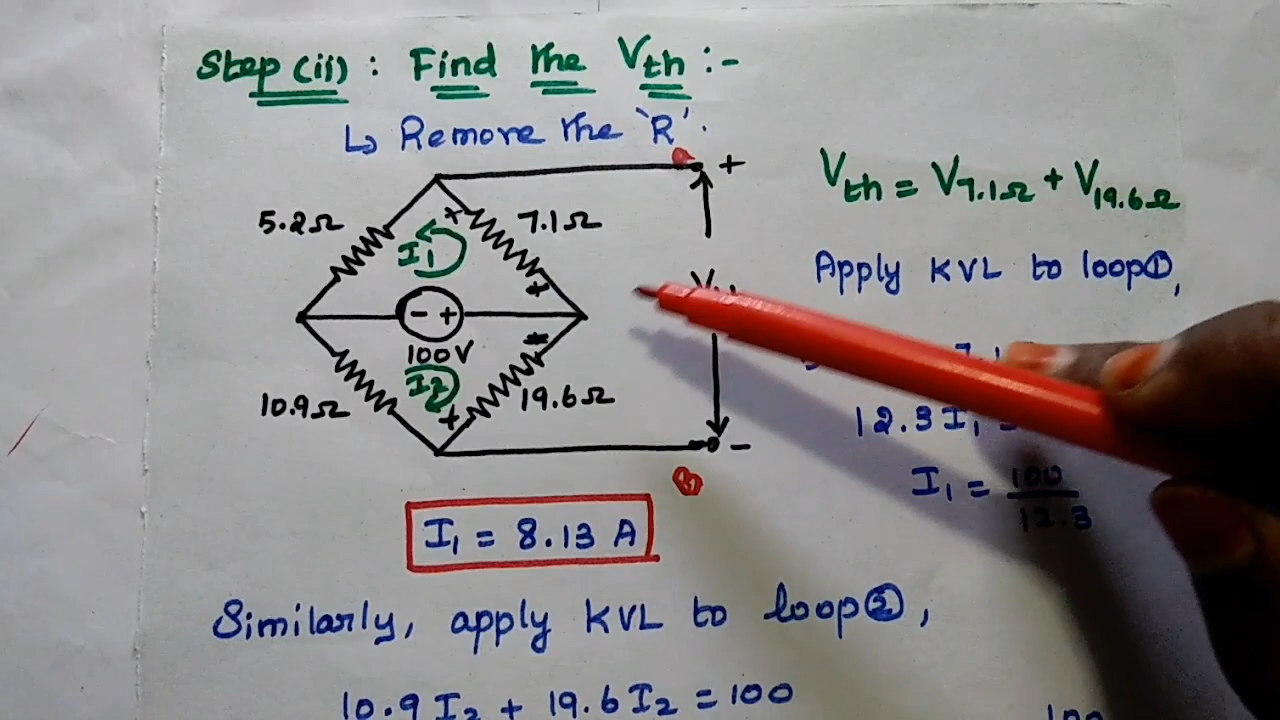 Step (ii) : Find the Vth :-
↳ Remove the 'R'.
Vth = V7.1Ω + V19.6Ω
5.2Ω
7.1Ω
I1
- +
100V
I2
10.9Ω
19.6Ω
+
-
Apply KVL to loop①,
12.3 I1
I1 = 100/12.3
I1 = 8.13 A
Similarly, apply KVL to loop②,
10.9 I2 + 19.6 I2 = 100
100